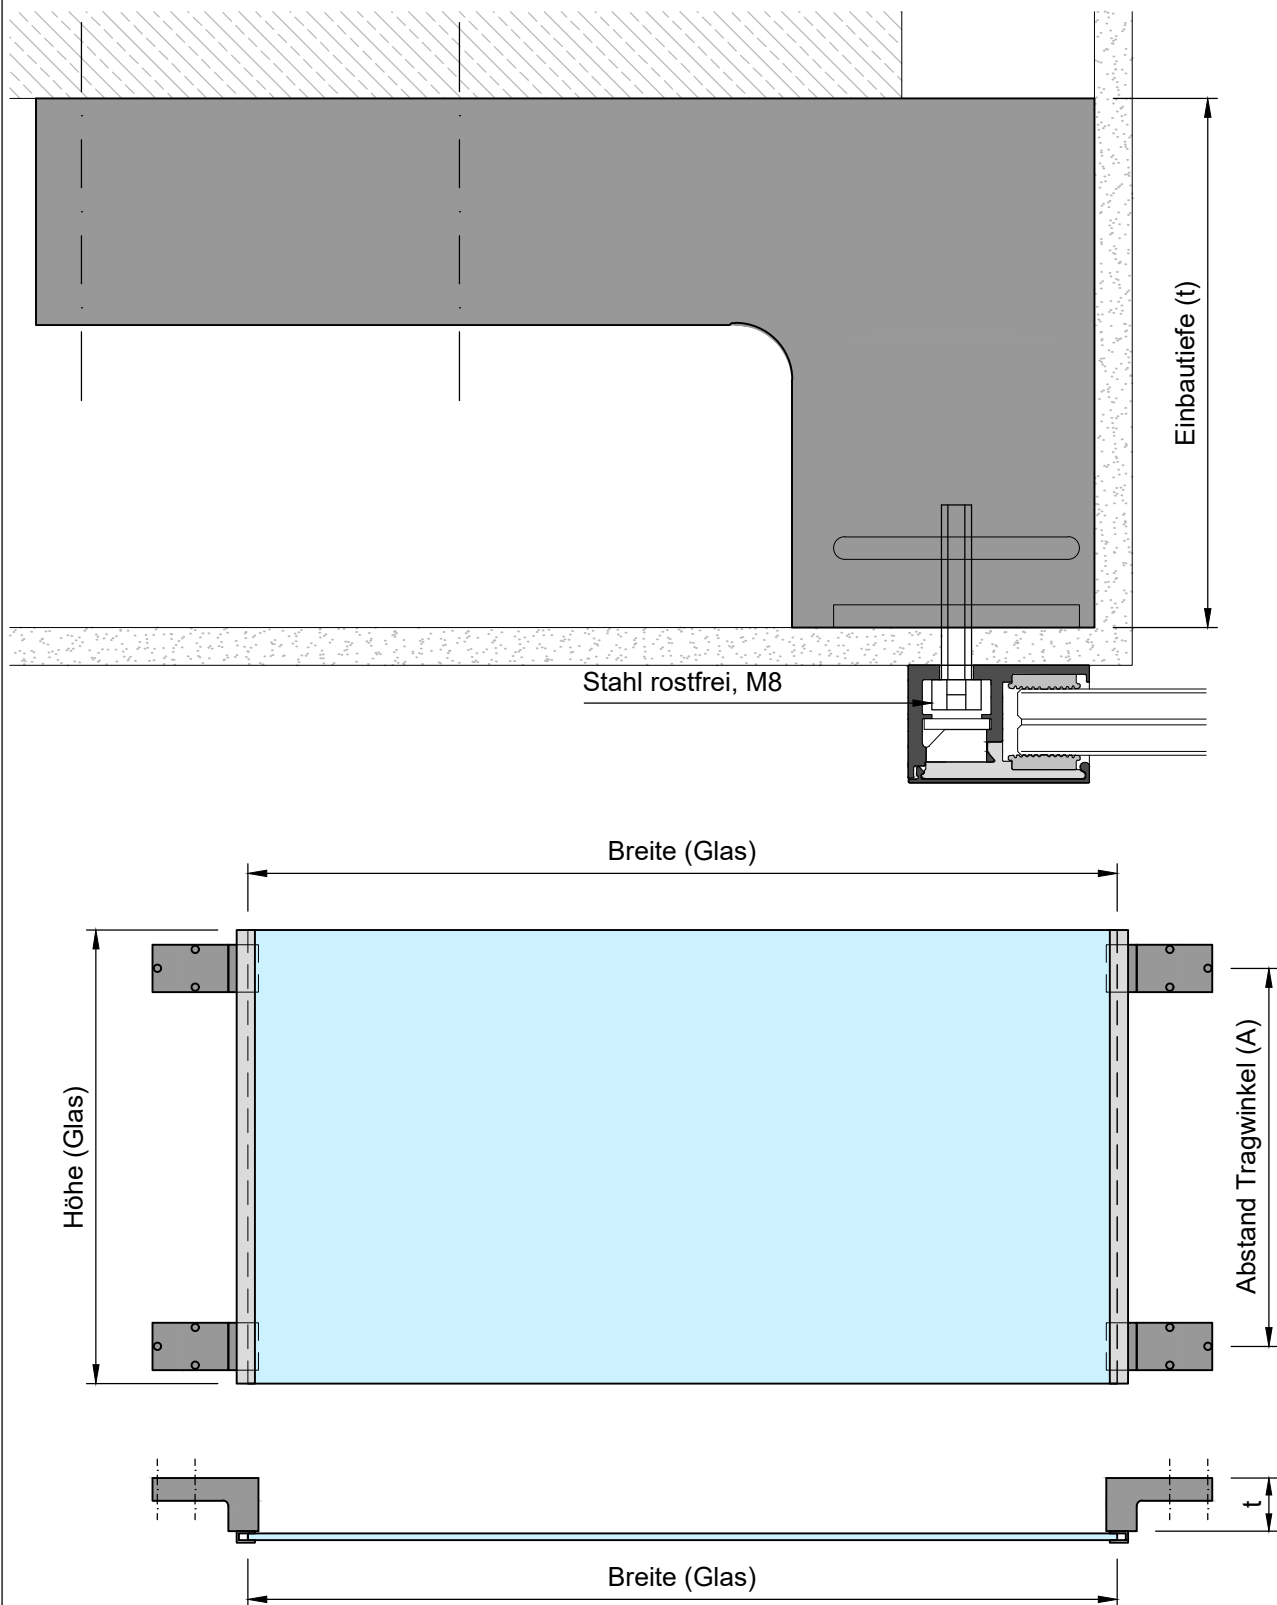 Einbautiefe (t)
Stahl rostfrei, M8
Breite (Glas)
Höhe (Glas)
Abstand Tragwinkel (A)
t
Breite (Glas)